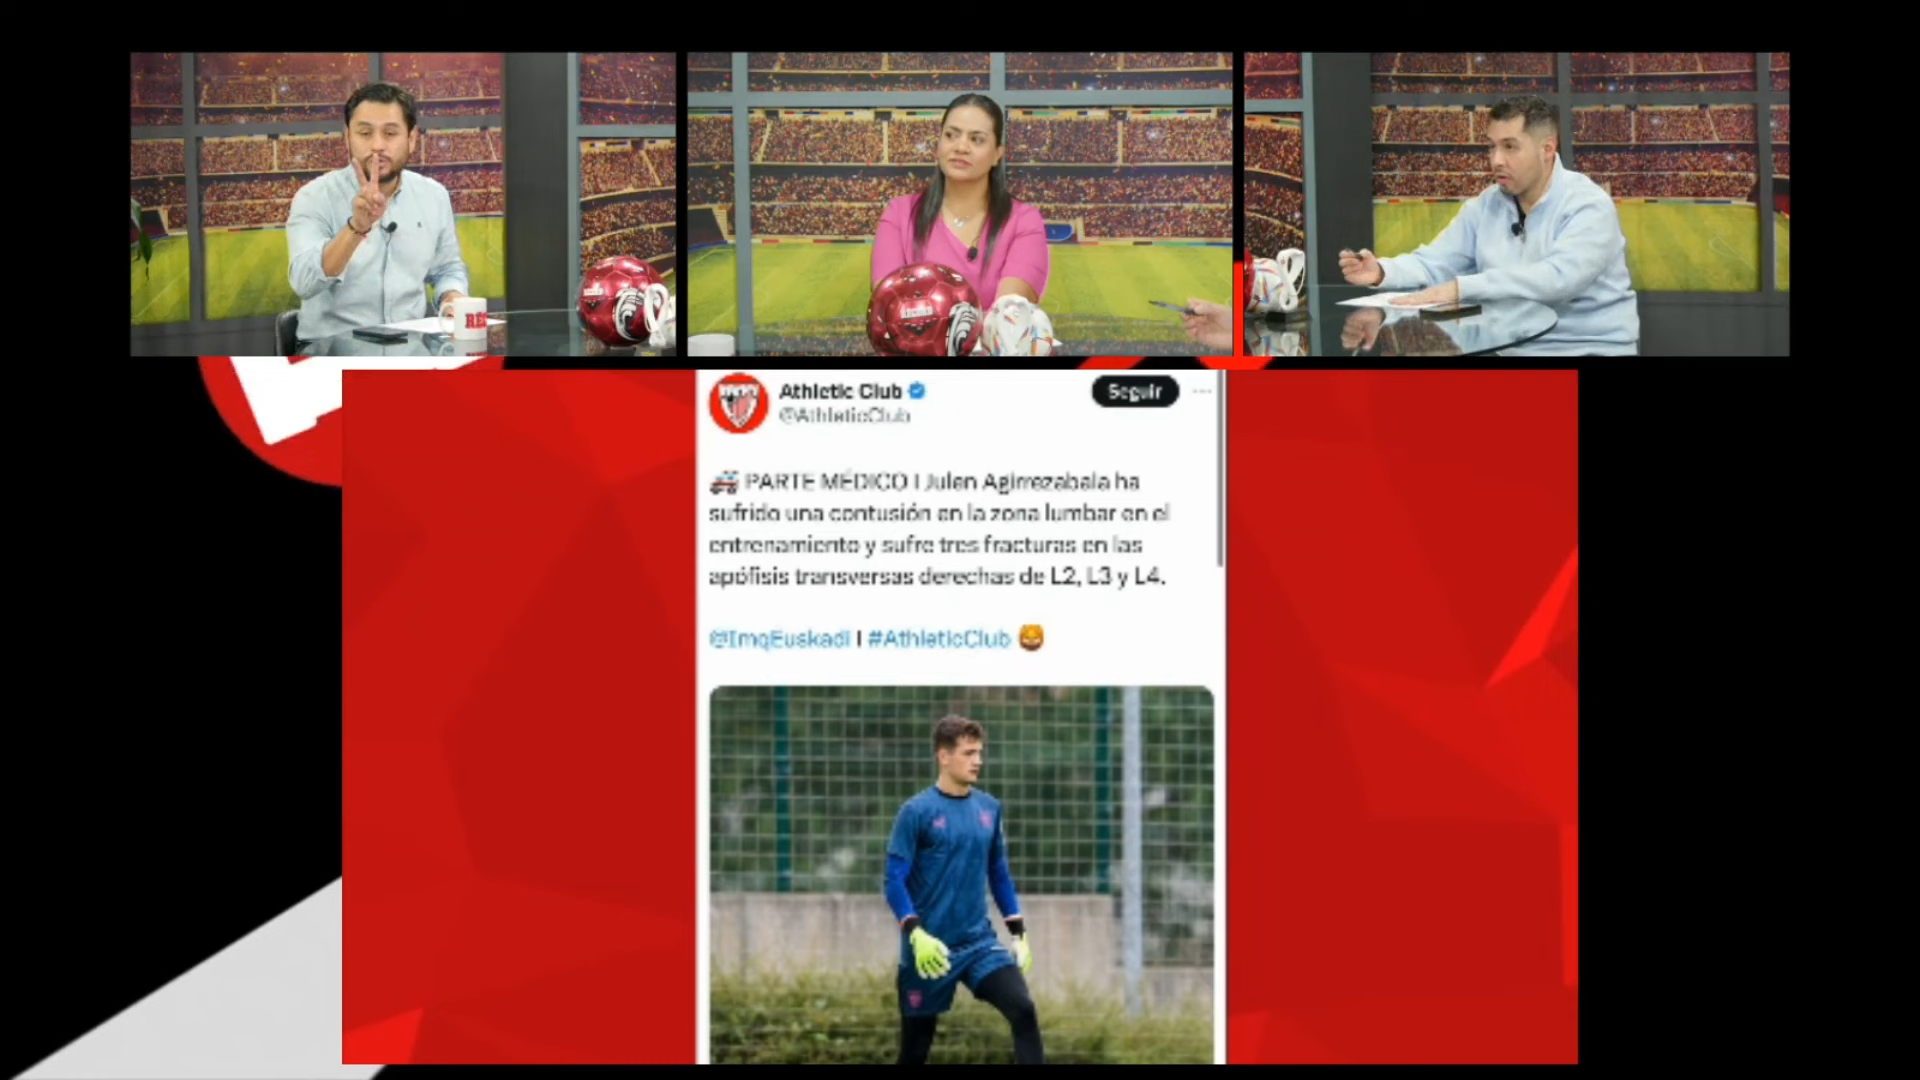 RÉC
Athletic Club
@AthleticClub
Seguir
PARTE MÉDICO I Julen Agirrezabala ha
sufrido una contusión en la zona lumbar en el
entrenamiento y sufre tres fracturas en las
apófisis transversas derechas de L2, L3 y L4.
@ImqEuskadi I #AthleticClub